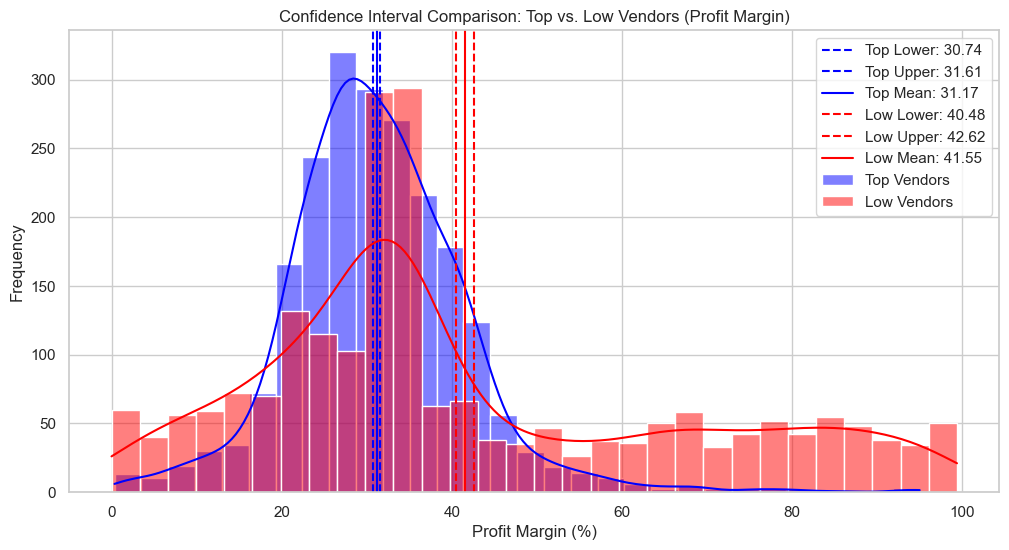 Confidence Interval Comparison: Top vs. Low Vendors (Profit Margin)
Top Lower: 30.74
Top Upper: 31.61
Top Mean: 31.17
Low Lower: 40.48
Low Upper: 42.62
Low Mean: 41.55
Top Vendors
Low Vendors
Frequency
300
250
200
150
100
50
0
0 20 40 60 80 100
Profit Margin (%)